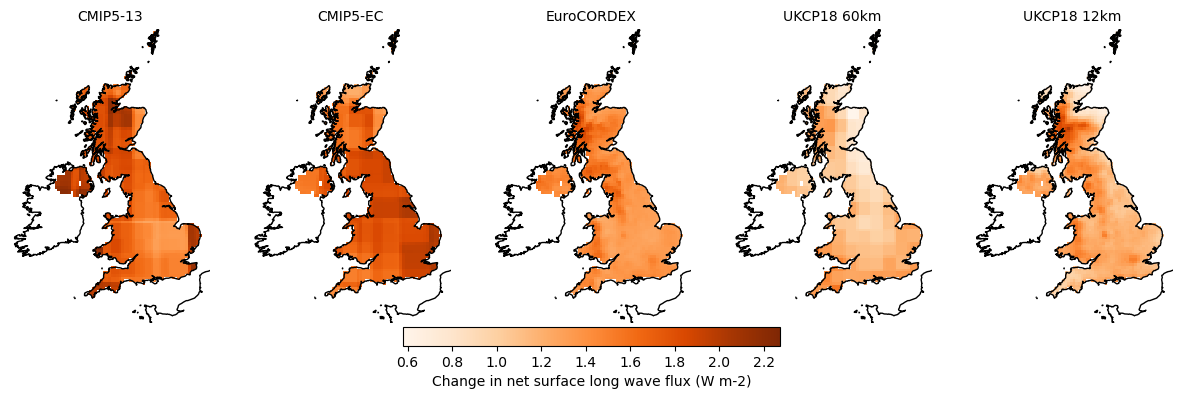 CMIP5-13
CMIP5-EC
EuroCORDEX
UKCP18 60km
UKCP18 12km
0.6 0.8 1.0 1.2 1.4 1.6 1.8 2.0 2.2
Change in net surface long wave flux (W m-2)